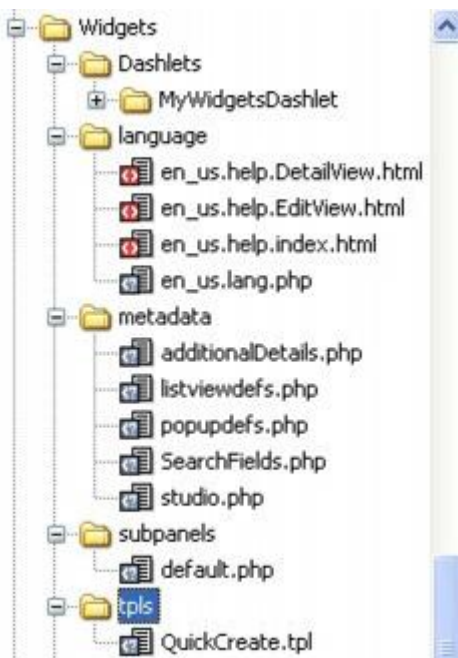 Widgets
Dashlets
MyWidgetsDashlet
language
en_us.help.DetailView.html
en_us.help.EditView.html
en_us.help.index.html
en_us.lang.php
metadata
additionalDetails.php
listviewdefs.php
popupdefs.php
SearchFields.php
studio.php
subpanels
default.php
tpls
QuickCreate.tpl